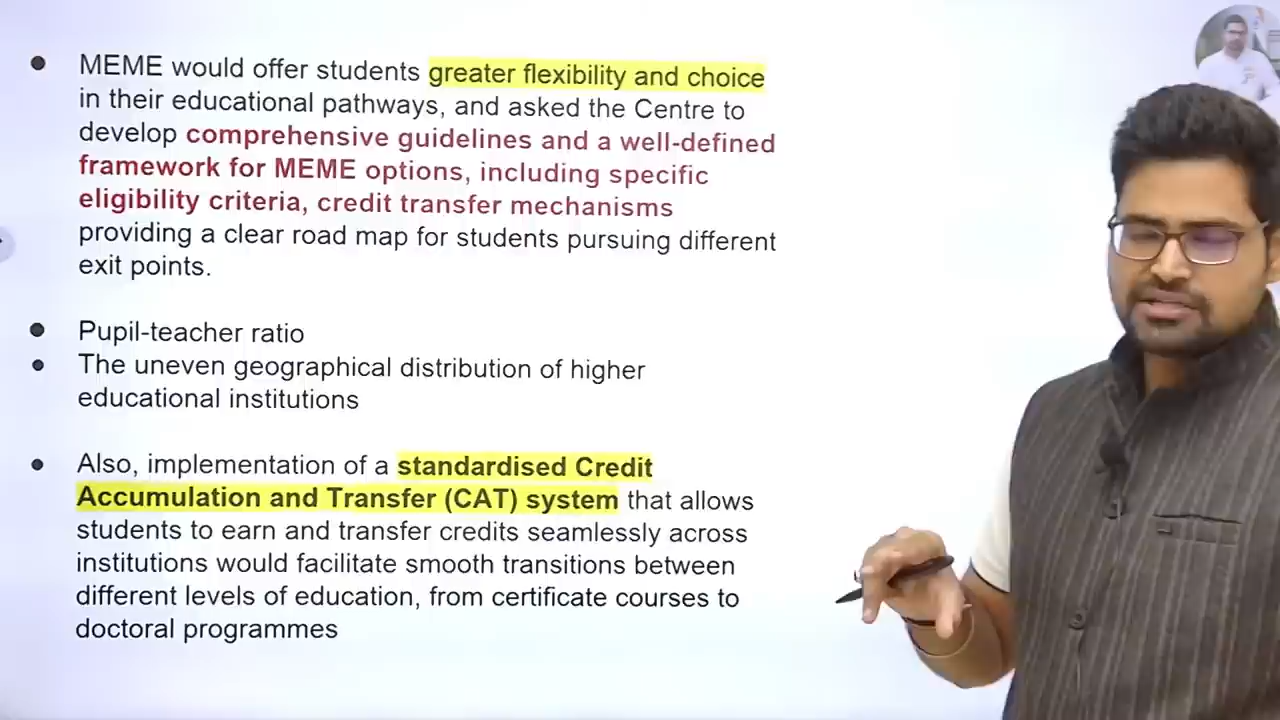 MEME would offer students greater flexibility and choice
in their educational pathways, and asked the Centre to
develop comprehensive guidelines and a well-defined
framework for MEME options, including specific
eligibility criteria, credit transfer mechanisms
providing a clear road map for students pursuing different
exit points.
Pupil-teacher ratio
The uneven geographical distribution of higher
educational institutions
Also, implementation of a standardised Credit
Accumulation and Transfer (CAT) system that allows
students to earn and transfer credits seamlessly across
institutions would facilitate smooth transitions between
different levels of education, from certificate courses to
doctoral programmes